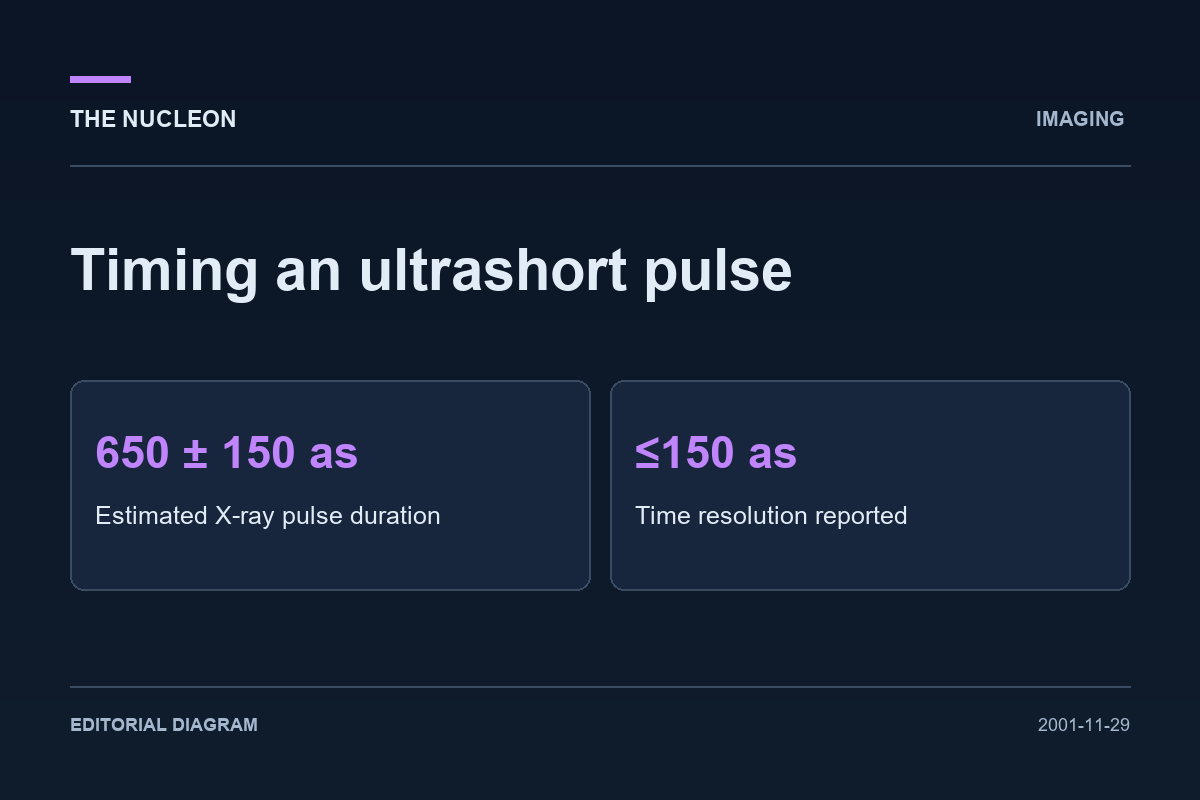 THE NUCLEON
IMAGING
Timing an ultrashort pulse
650 ± 150 as
Estimated X-ray pulse duration
≤150 as
Time resolution reported
EDITORIAL DIAGRAM
2001-11-29